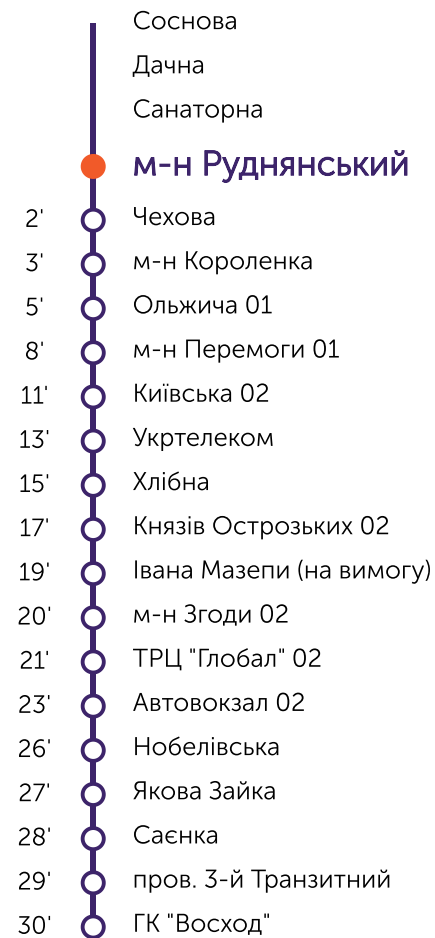 Соснова
Дачна
Санаторна
м-н Руднянський
2' Чехова
3' м-н Короленка
5' Ольжича 01
8' м-н Перемоги 01
11' Київська 02
13' Укртелеком
15' Хлібна
17' Князів Острозьких 02
19' Івана Мазепи (на вимогу)
20' м-н Згоди 02
21' ТРЦ "Глобал" 02
23' Автовокзал 02
26' Нобелівська
27' Якова Зайка
28' Саєнка
29' пров. 3-й Транзитний
30' ГК "Восход"